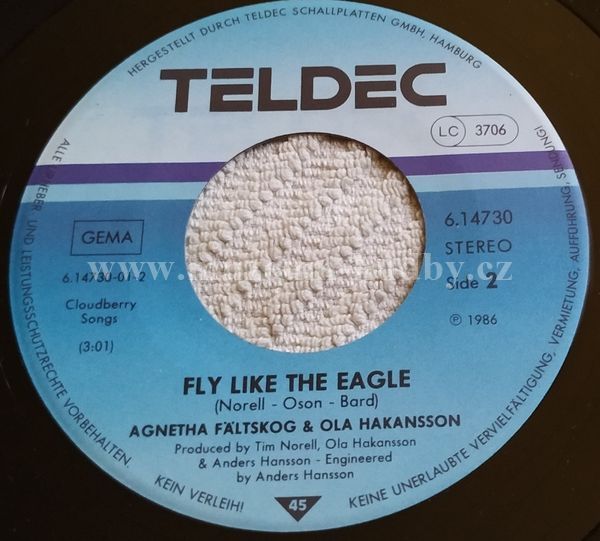 HERGESTELLT DURCH TELDEC SCHALLPLATTEN GMBH, HAMBURG
TELDEC
LC 3706
GEMA
6.14730-01-2
Cloudberry
Songs
(3:01)
6.14730
STEREO
Side 2
℗ 1986
FLY LIKE THE EAGLE
(Norell - Oson - Bard)
AGNETHA FÄLTSKOG & OLA HAKANSSON
Produced by Tim Norell, Ola Hakansson
& Anders Hansson - Engineered
by Anders Hansson
45
ALLE URHEBER- UND LEISTUNGSSCHUTZRECHTE VORBEHALTEN.
KEIN VERLEIH!
KEINE UNERLAUBTE VERVIELFÄLTIGUNG, VERMIETUNG, AUFFÜHRUNG, SENDUNG!